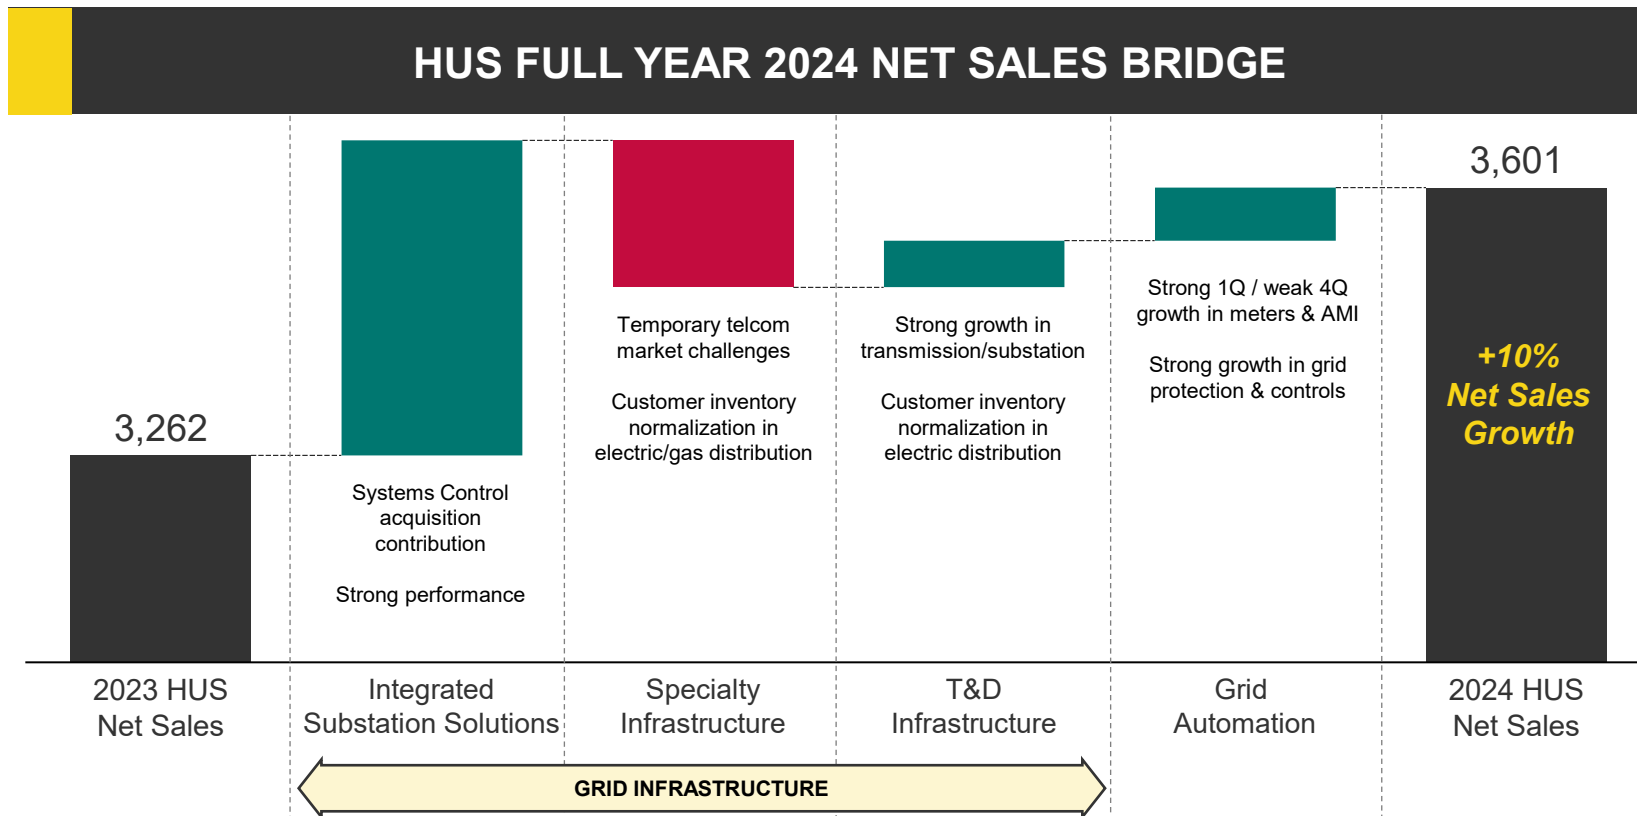 HUS FULL YEAR 2024 NET SALES BRIDGE
3,262
Systems Control
acquisition
contribution
Strong performance
Temporary telcom
market challenges
Customer inventory
normalization in
electric/gas distribution
Strong growth in
transmission/substation
Customer inventory
normalization in
electric distribution
Strong 1Q / weak 4Q
growth in meters & AMI
Strong growth in grid
protection & controls
3,601
+10%
Net Sales
Growth
2023 HUS
Net Sales
Integrated
Substation Solutions
Specialty
Infrastructure
T&D
Infrastructure
Grid
Automation
2024 HUS
Net Sales
GRID INFRASTRUCTURE